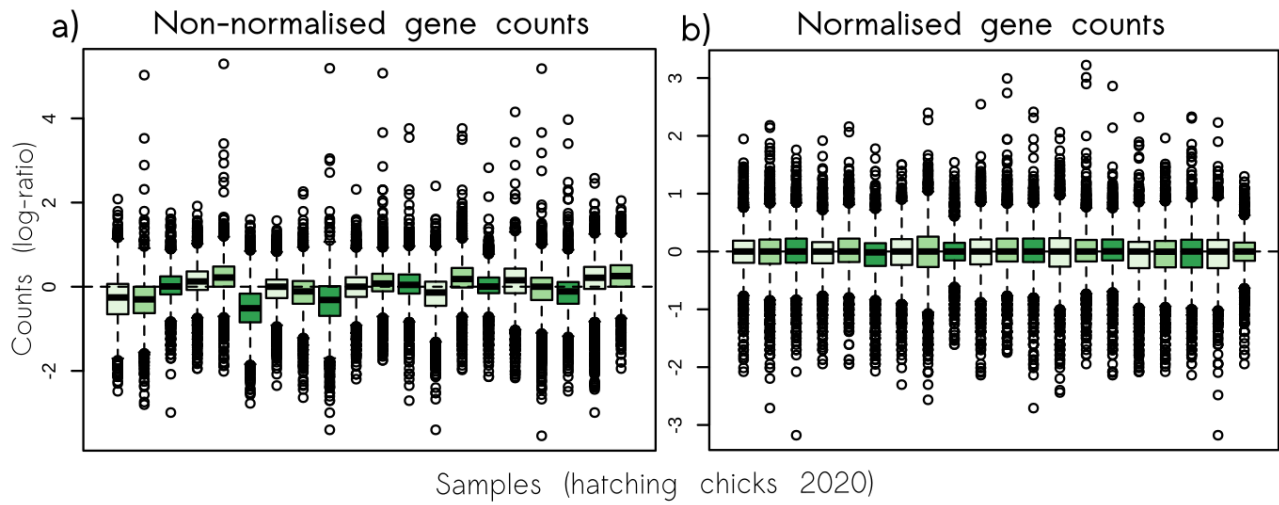 a) Non-normalised gene counts
b) Normalised gene counts
Counts (log-ratio)
4
2
0
-2
3
2
1
0
-1
-2
-3
Samples (hatching chicks 2020)